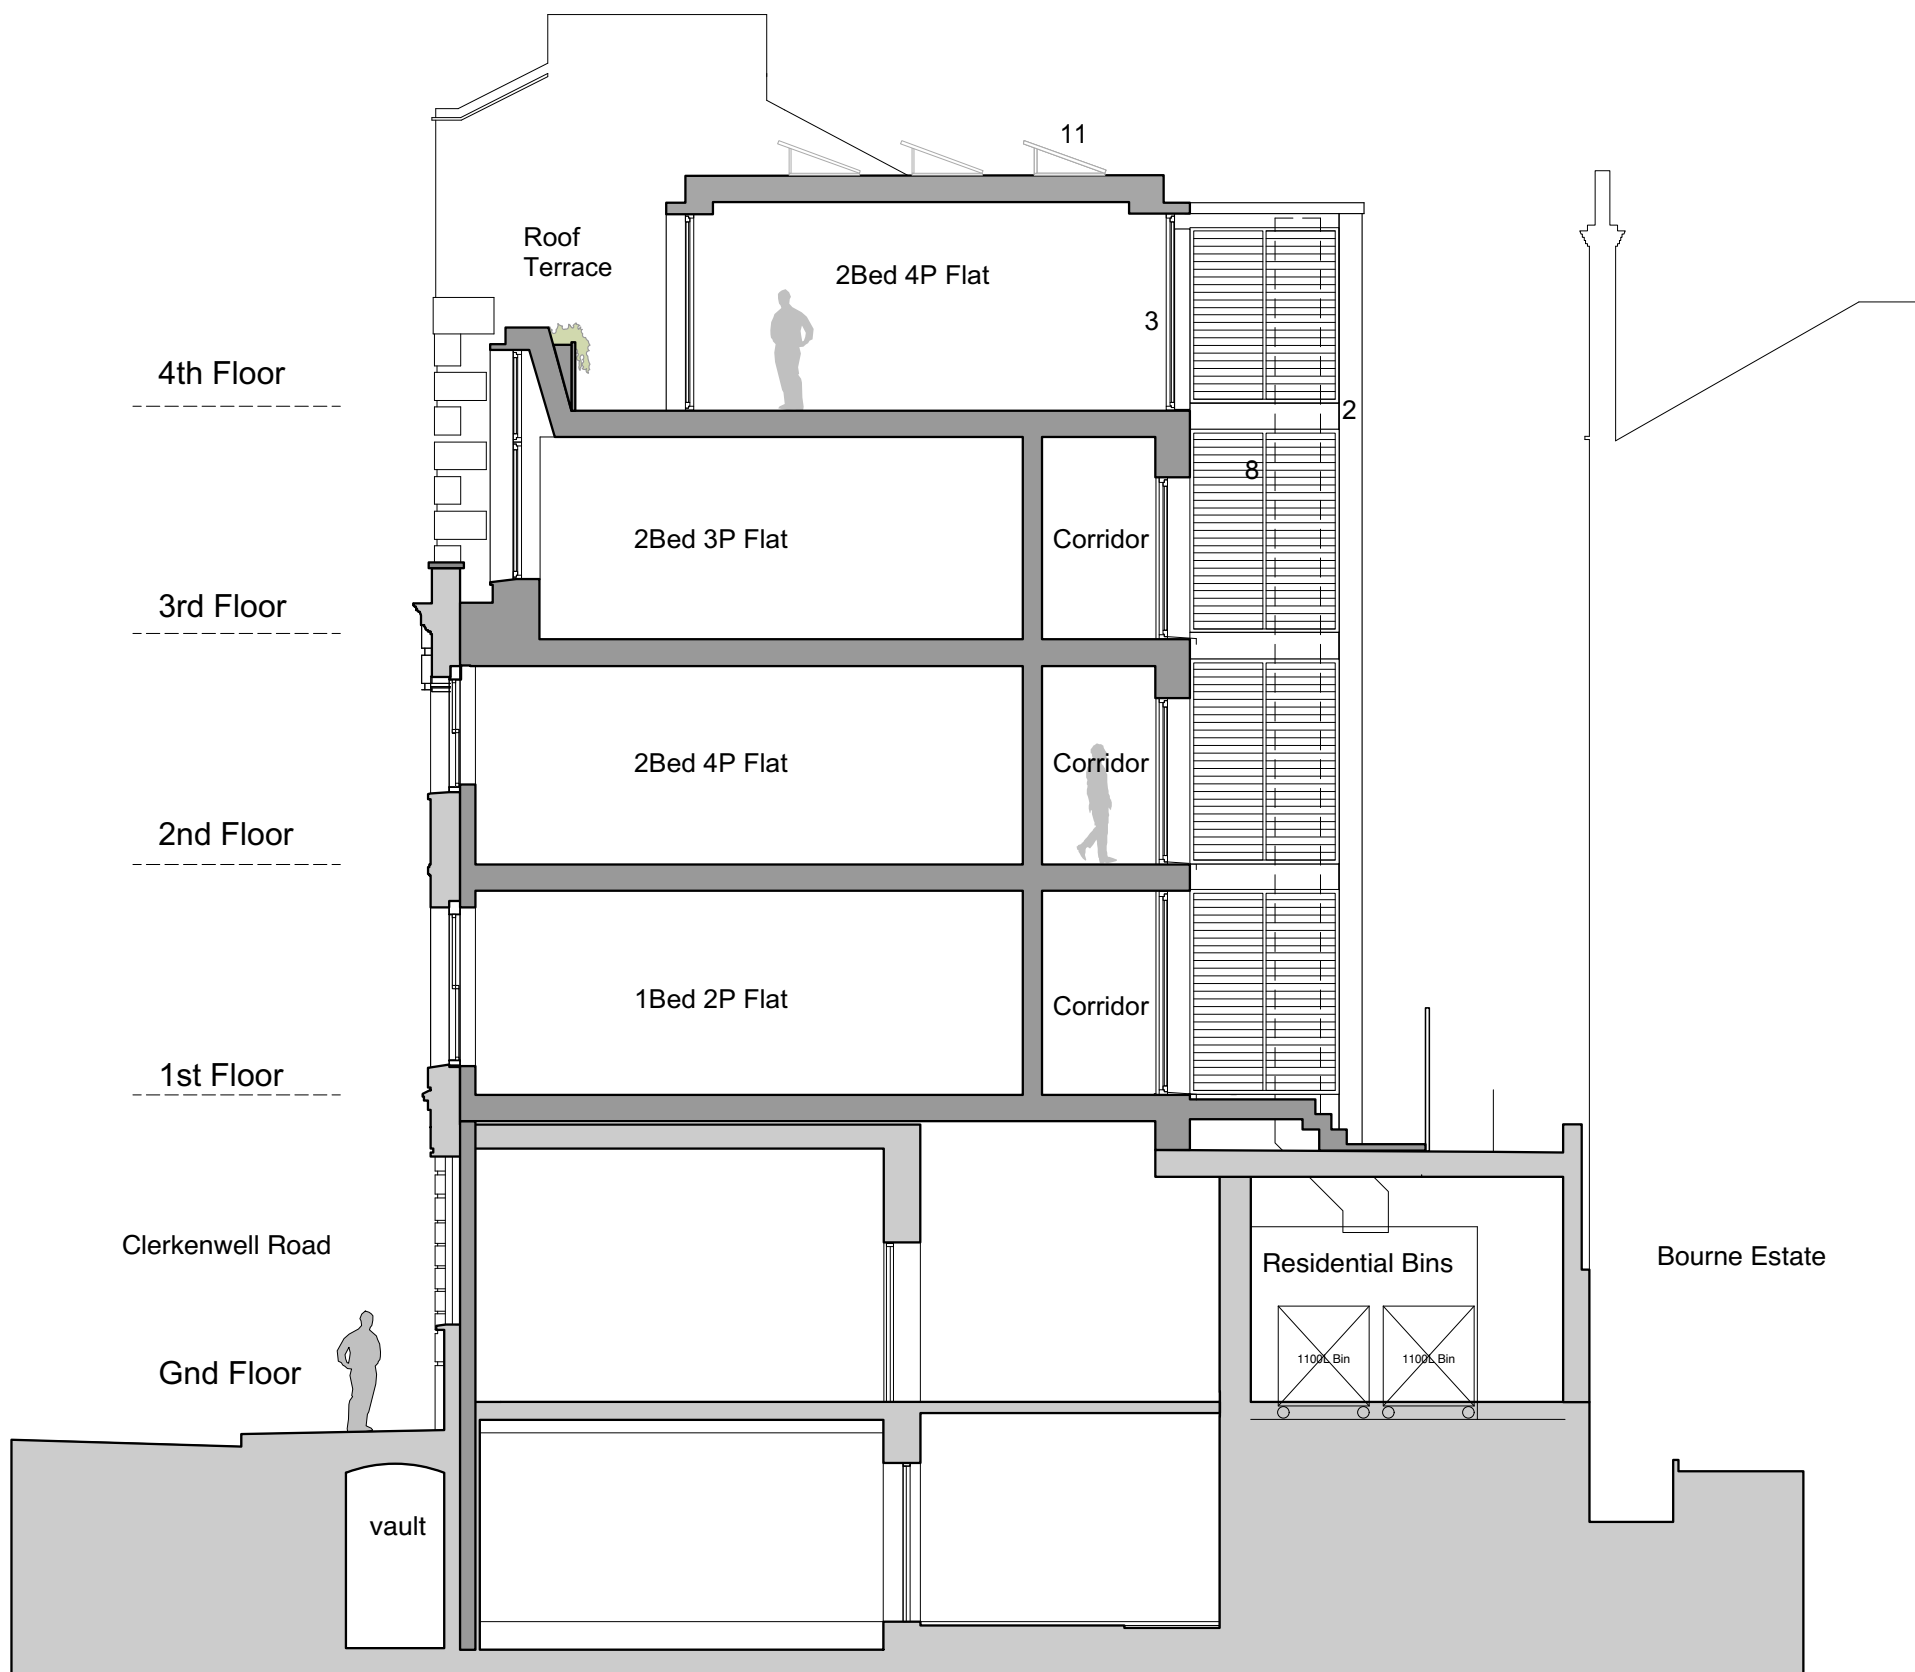 11
Roof
Terrace
2Bed 4P Flat
3
4th Floor
2
8
2Bed 3P Flat
Corridor
3rd Floor
2Bed 4P Flat
Corridor
2nd Floor
1Bed 2P Flat
Corridor
1st Floor
Clerkenwell Road
Residential Bins
Bourne Estate
Gnd Floor
1100L Bin
1100L Bin
vault